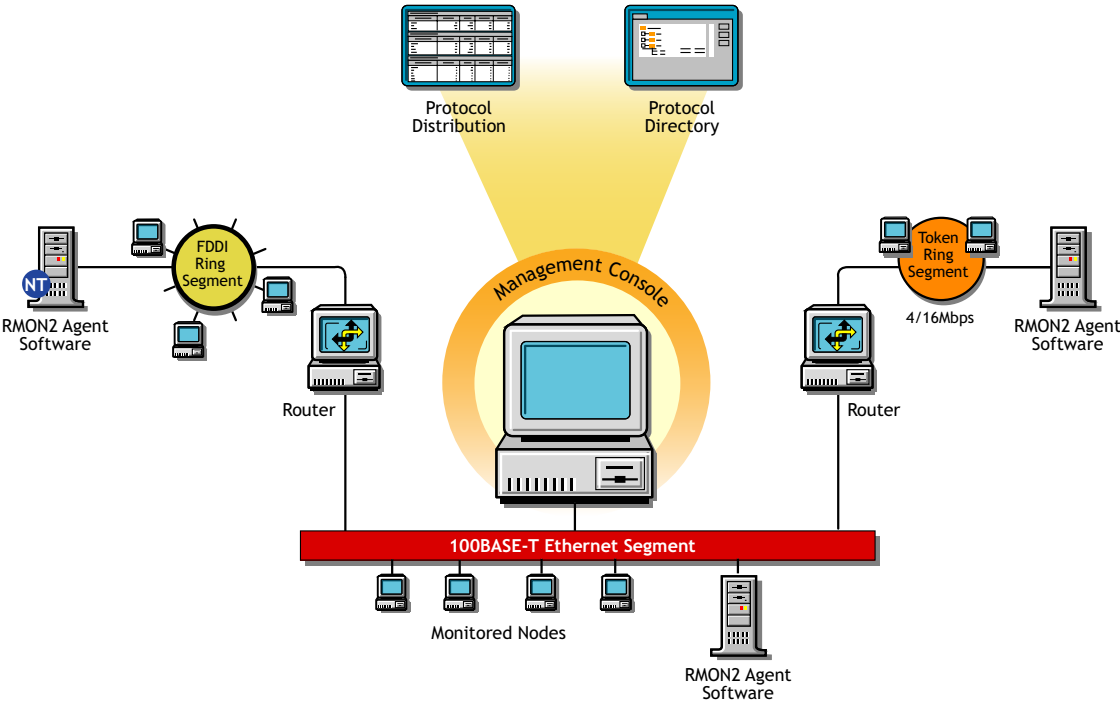 Protocol
Distribution
Protocol
Directory
FDDI
Ring
Segment
NT
RMON2 Agent
Software
Router
Management Console
Token
Ring
Segment
4/16Mbps
RMON2 Agent
Software
Router
100BASE-T Ethernet Segment
Monitored Nodes
RMON2 Agent
Software